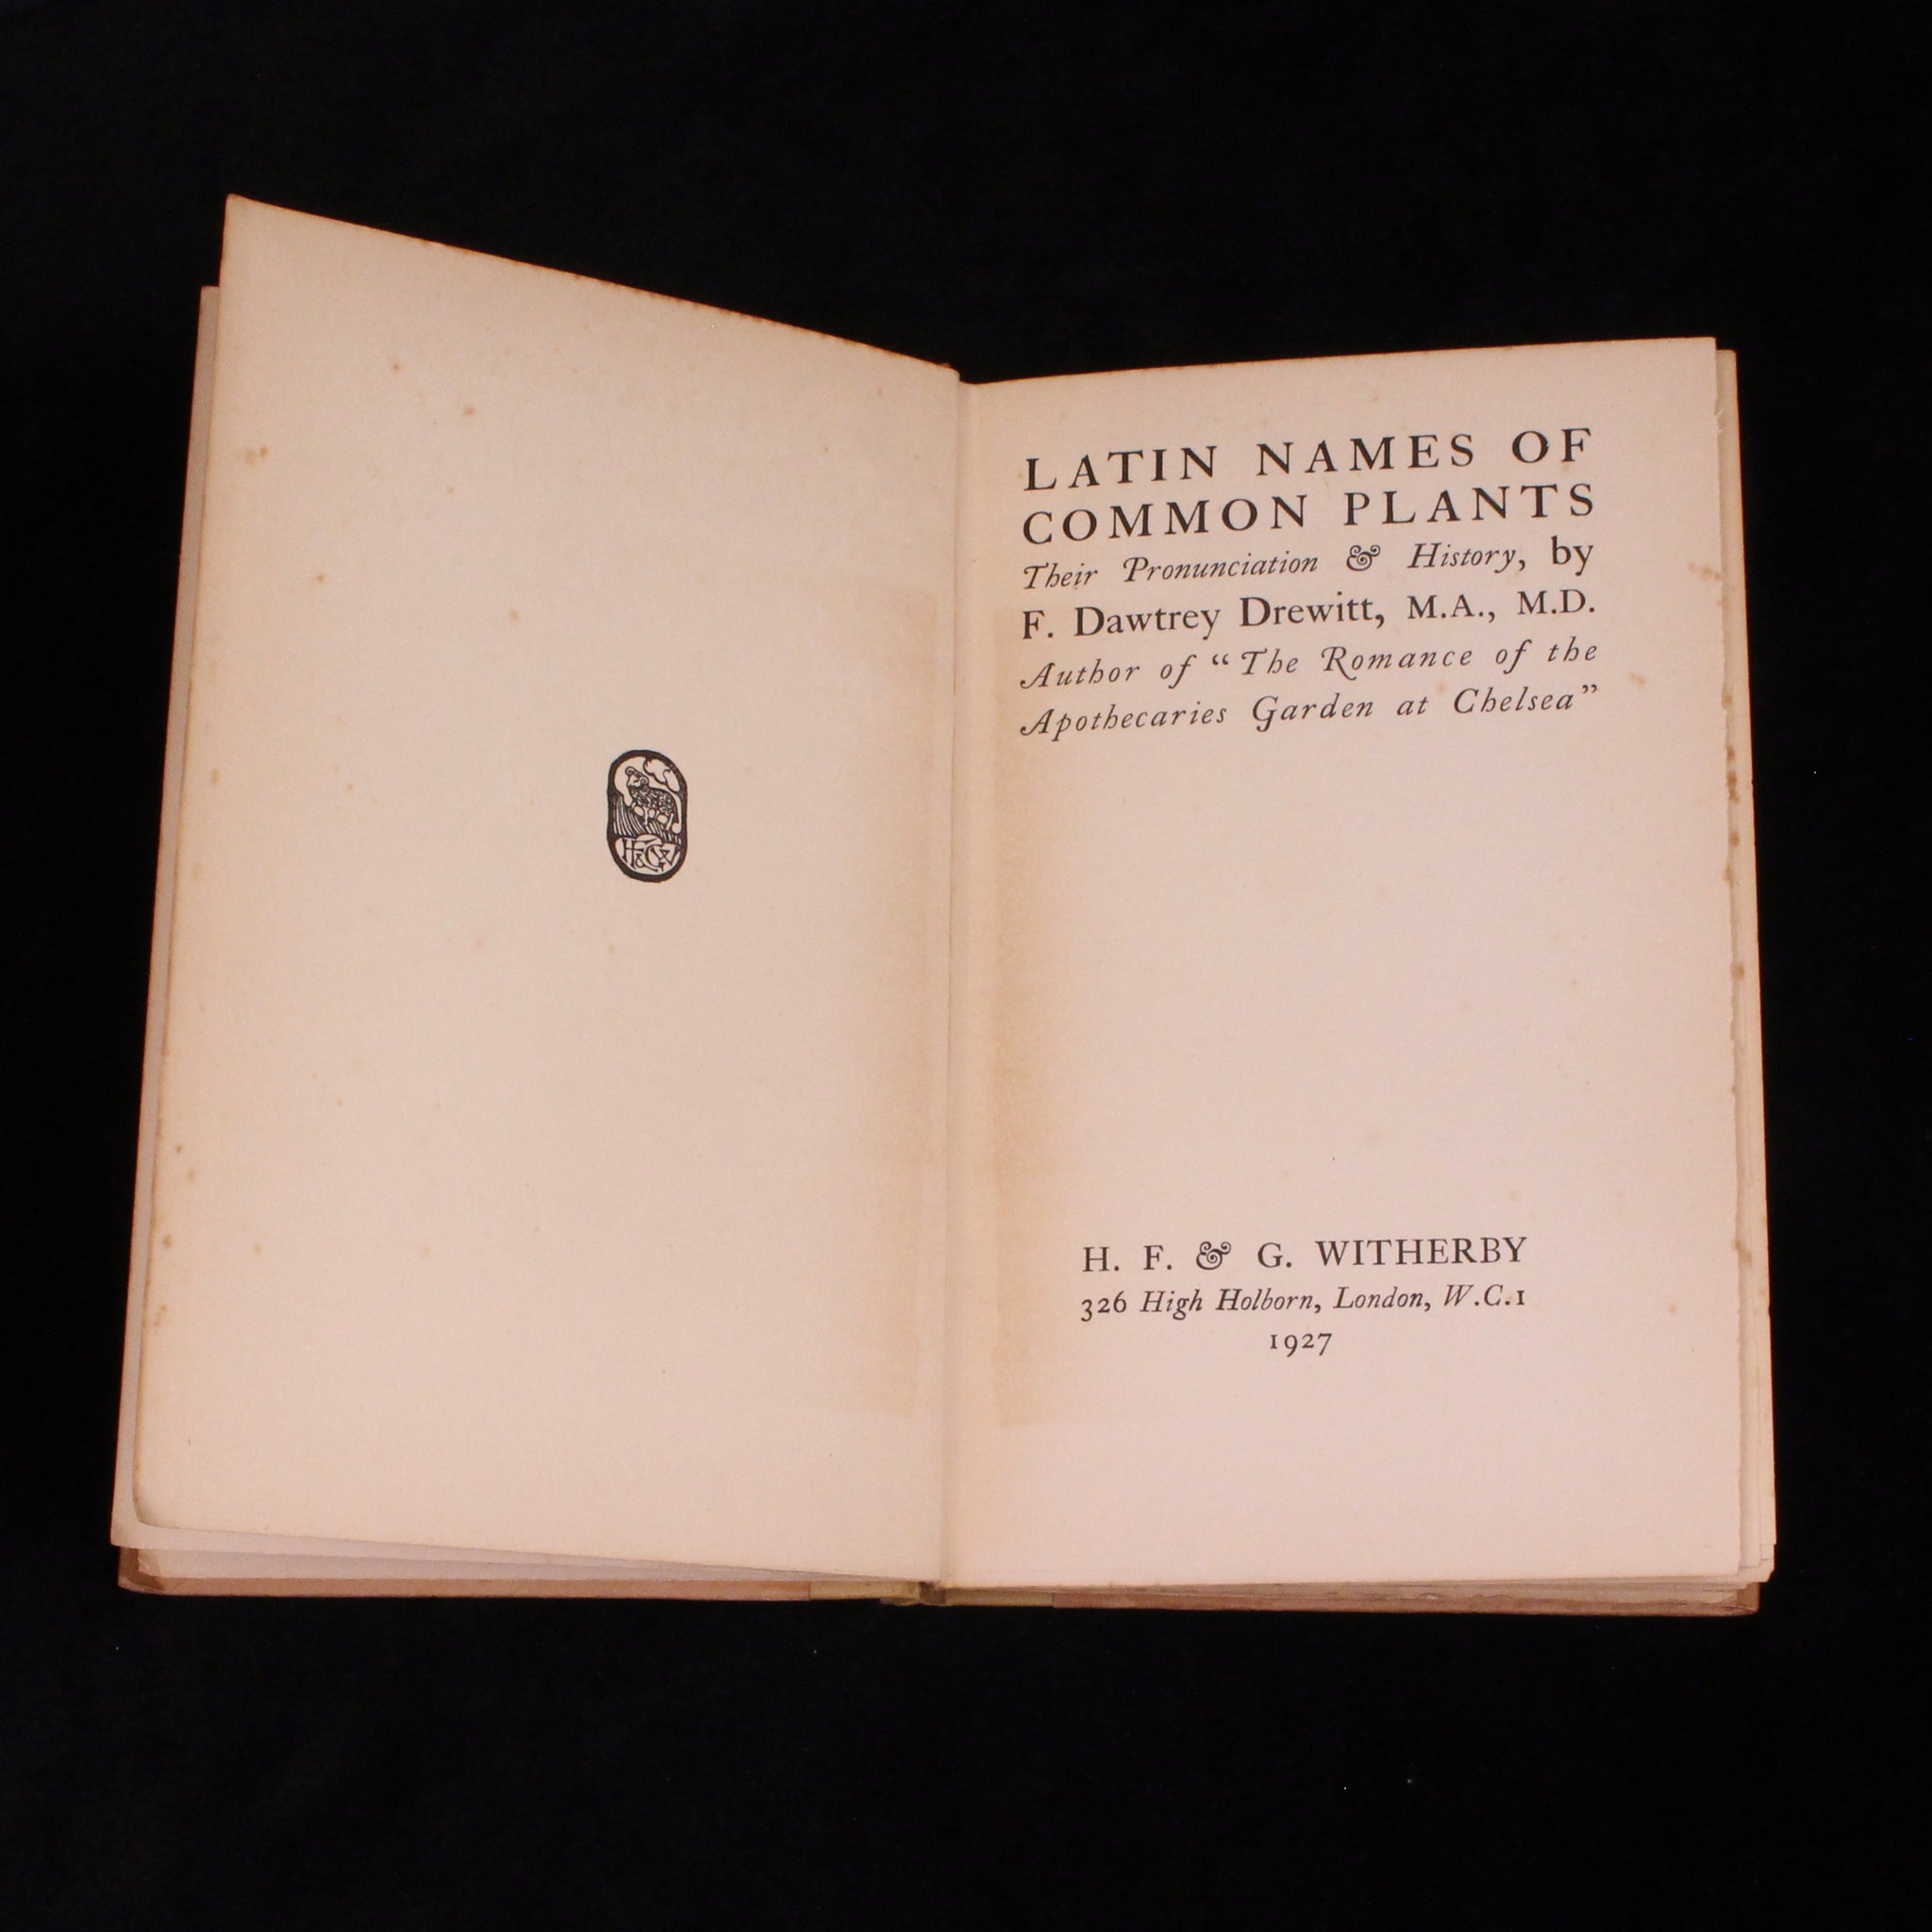 H&GW
LATIN NAMES OF
COMMON PLANTS
Their Pronunciation & History, by
F. Dawtrey Drewitt, M.A., M.D.
Author of “The Romance of the
Apothecaries Garden at Chelsea”
H. F. & G. WITHERBY
326 High Holborn, London, W.C.1
1927